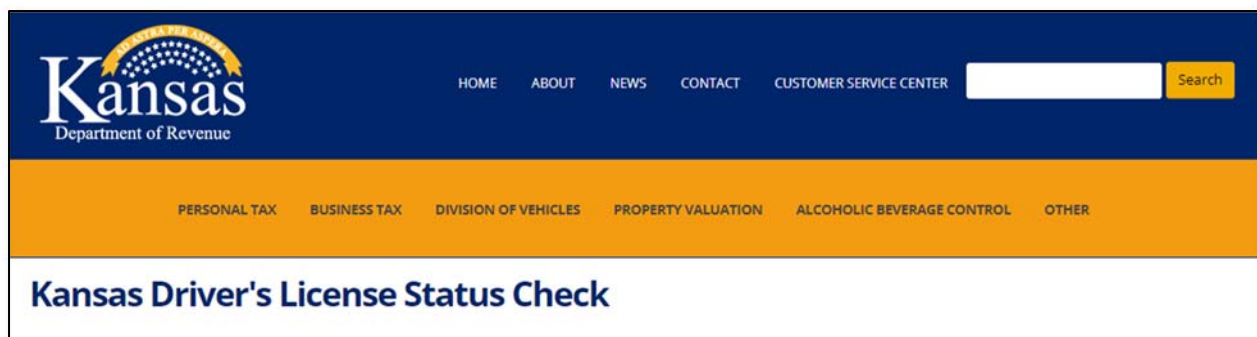 AD ASTRA PER ASPERA
Kansas
Department of Revenue
HOME ABOUT NEWS CONTACT CUSTOMER SERVICE CENTER Search
PERSONAL TAX BUSINESS TAX DIVISION OF VEHICLES PROPERTY VALUATION ALCOHOLIC BEVERAGE CONTROL OTHER
Kansas Driver's License Status Check